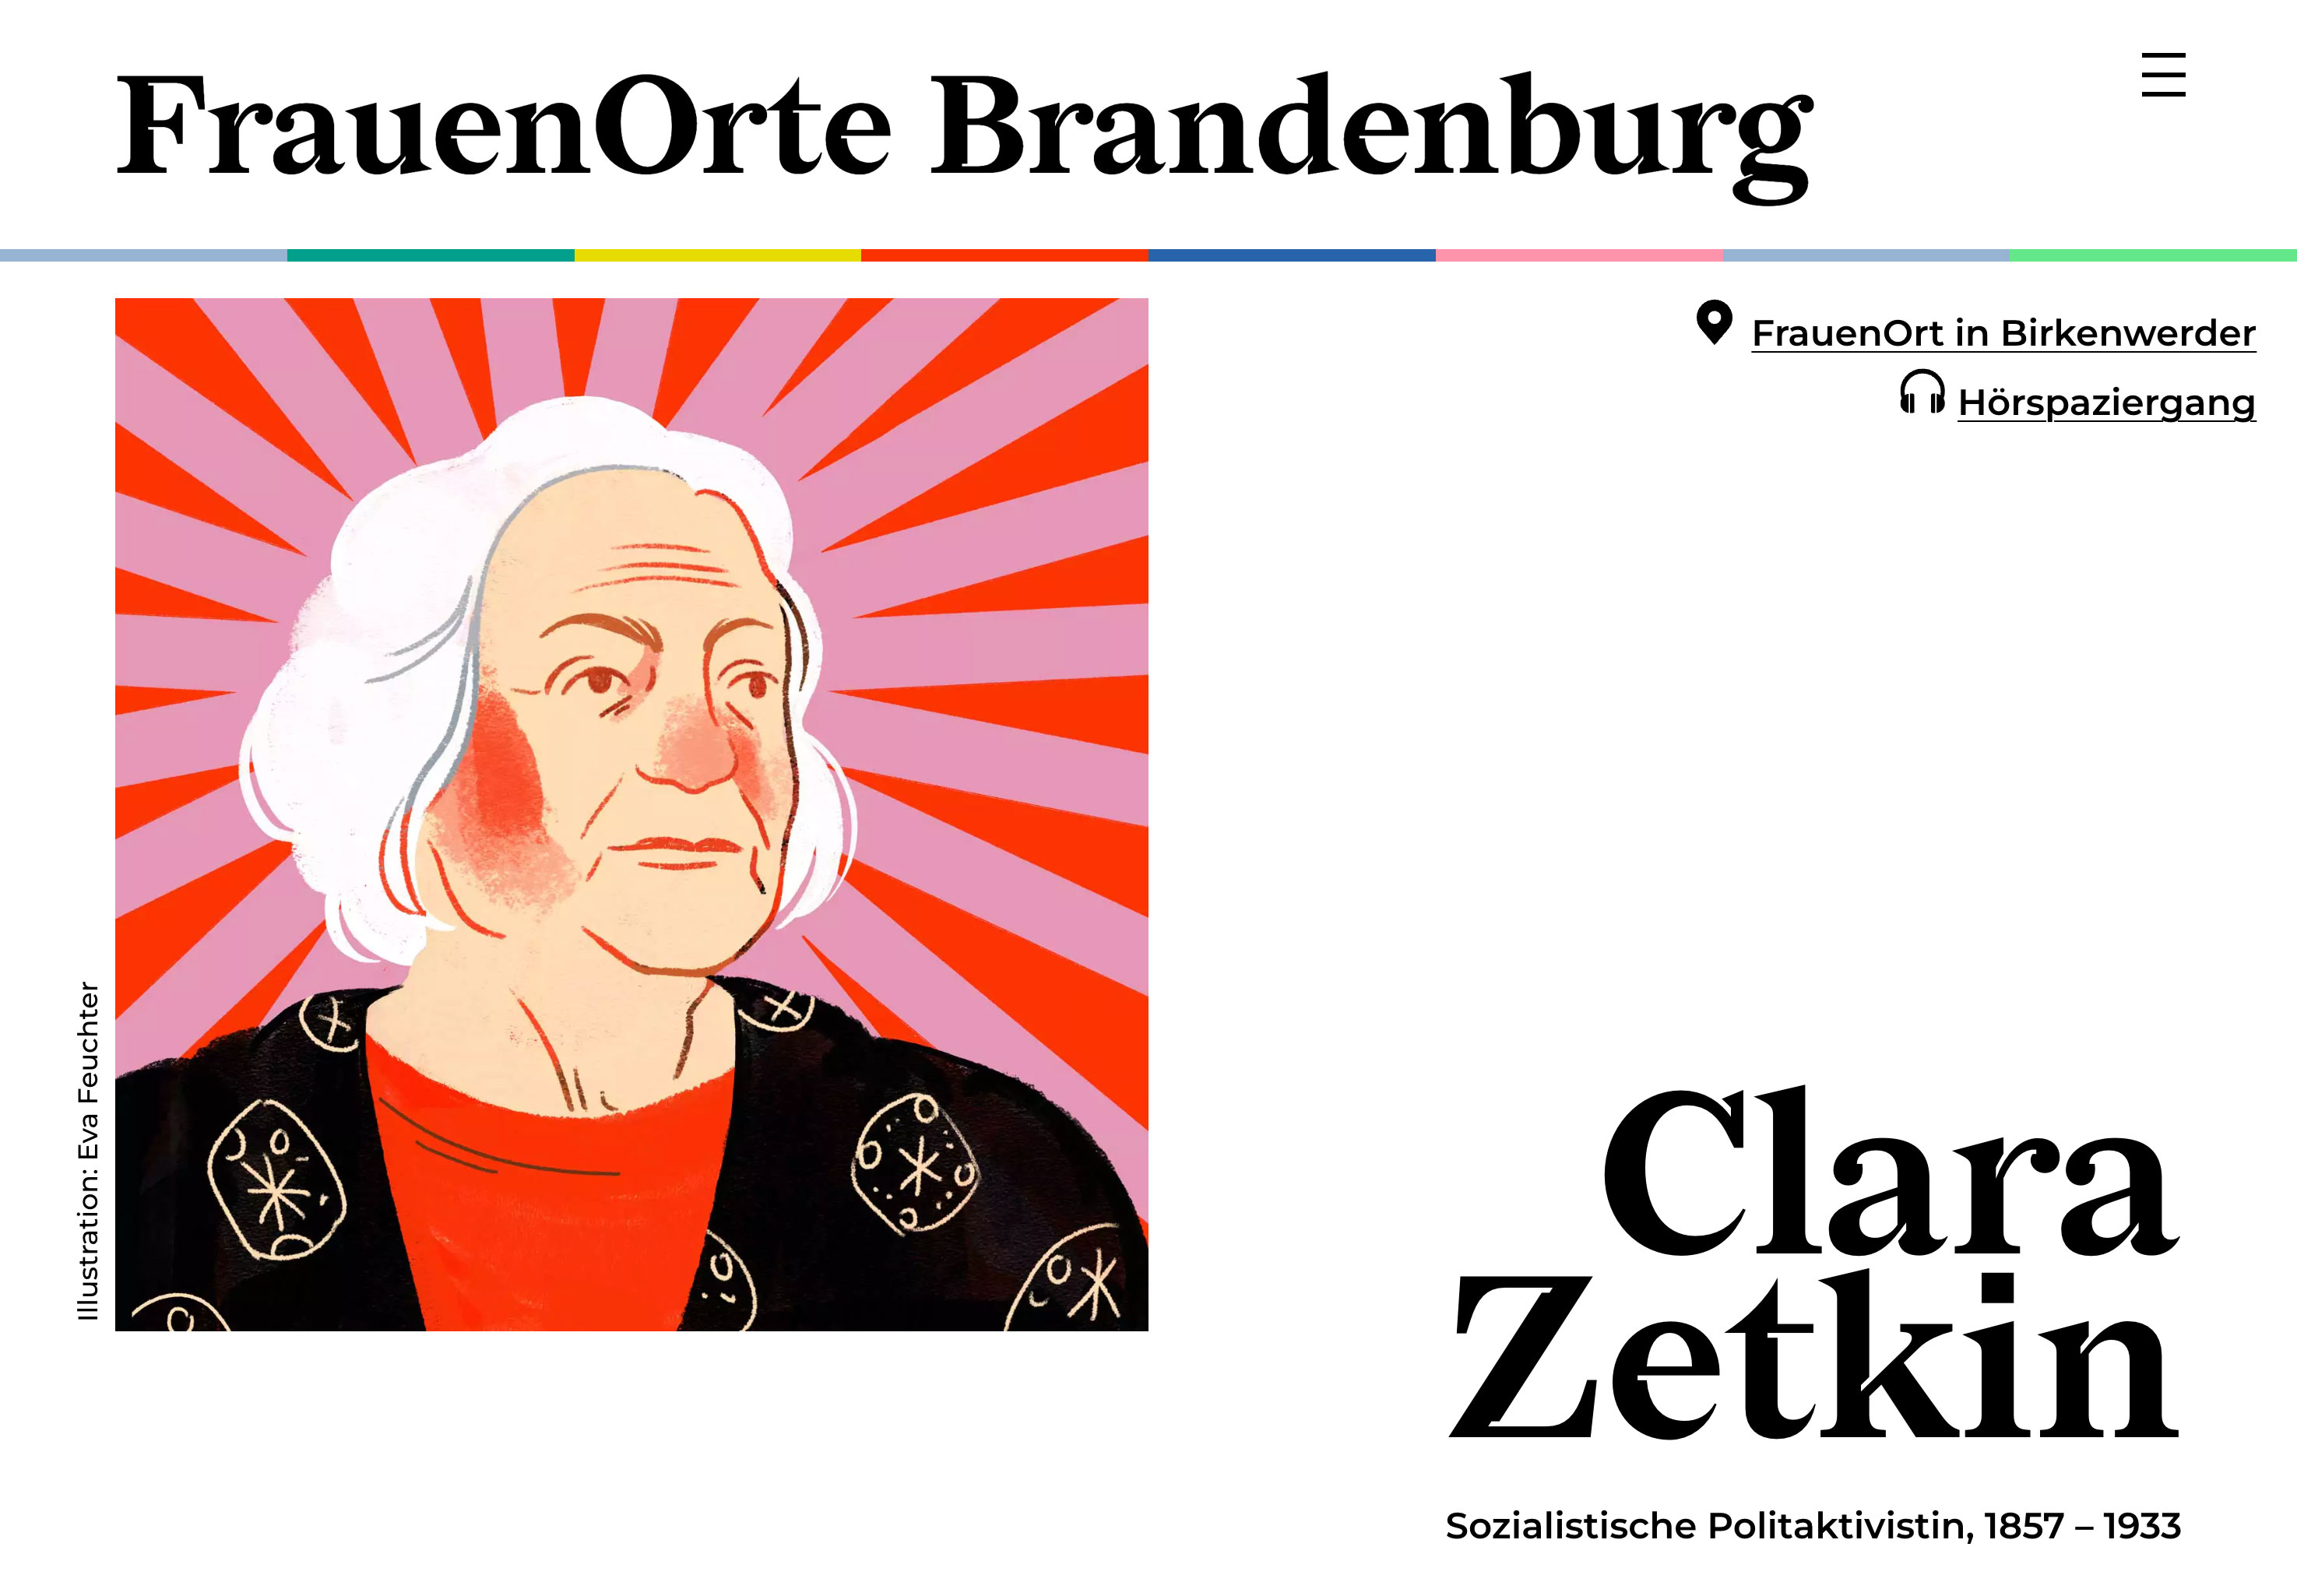 FrauenOrte Brandenburg
FrauenOrt in Birkenwerder
Hörspaziergang
Illustration: Eva Feuchter
Clara
Zetkin
Sozialistische Politaktivistin, 1857 – 1933